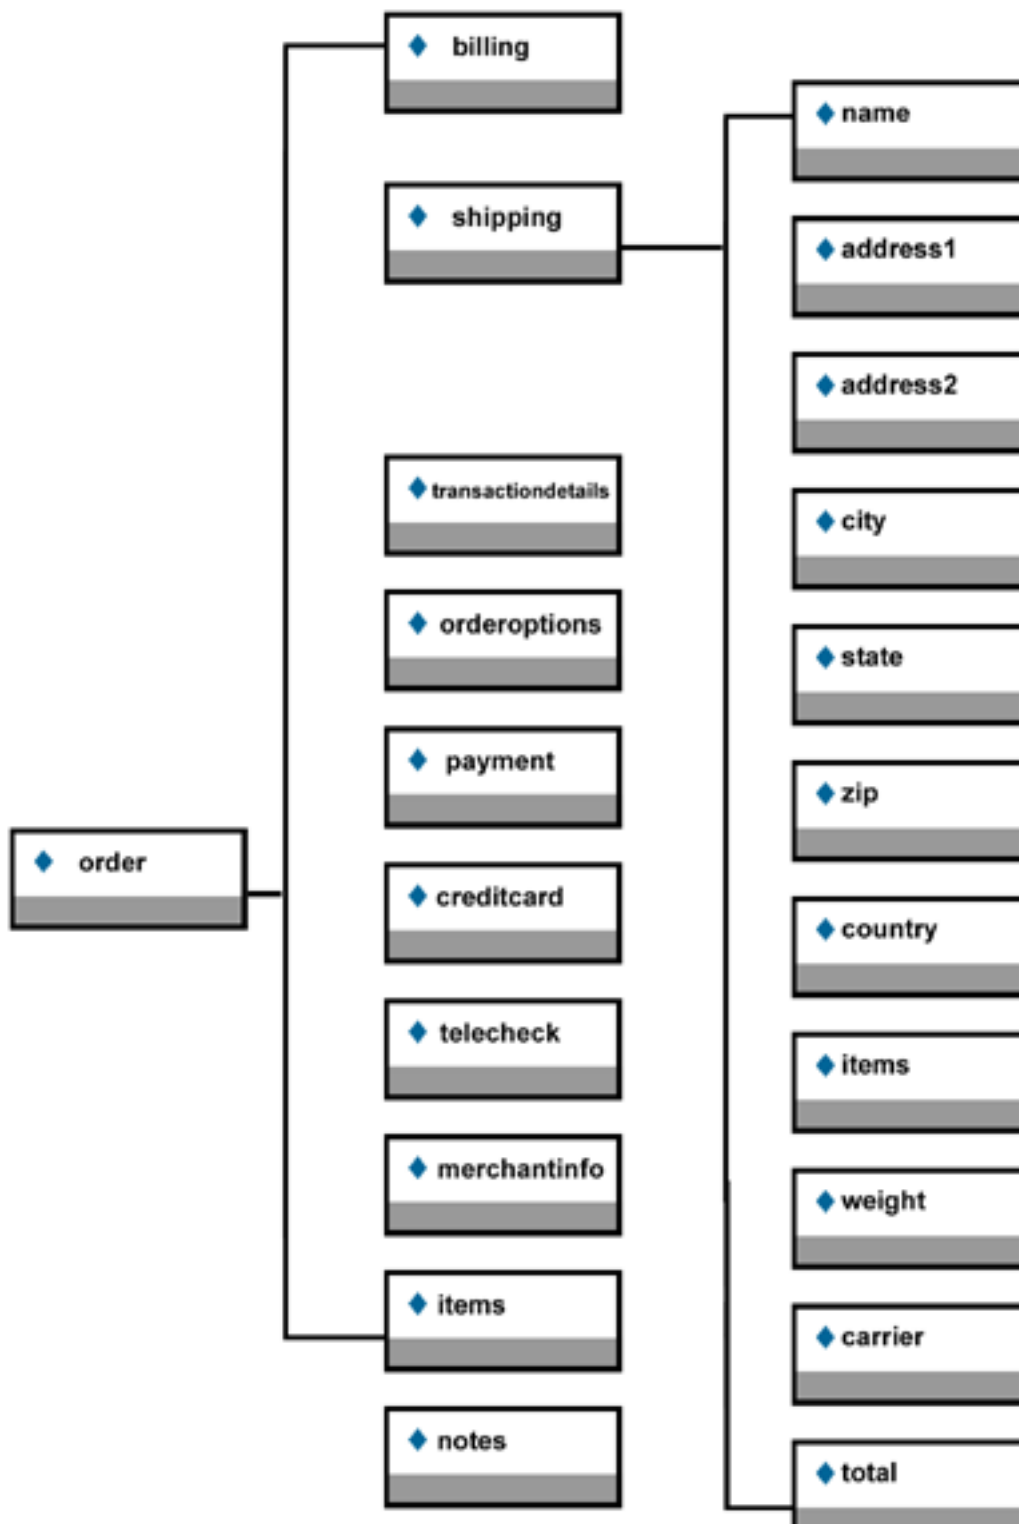 order
billing
shipping
transactiondetails
orderoptions
payment
creditcard
telecheck
merchantinfo
items
notes
name
address1
address2
city
state
zip
country
items
weight
carrier
total